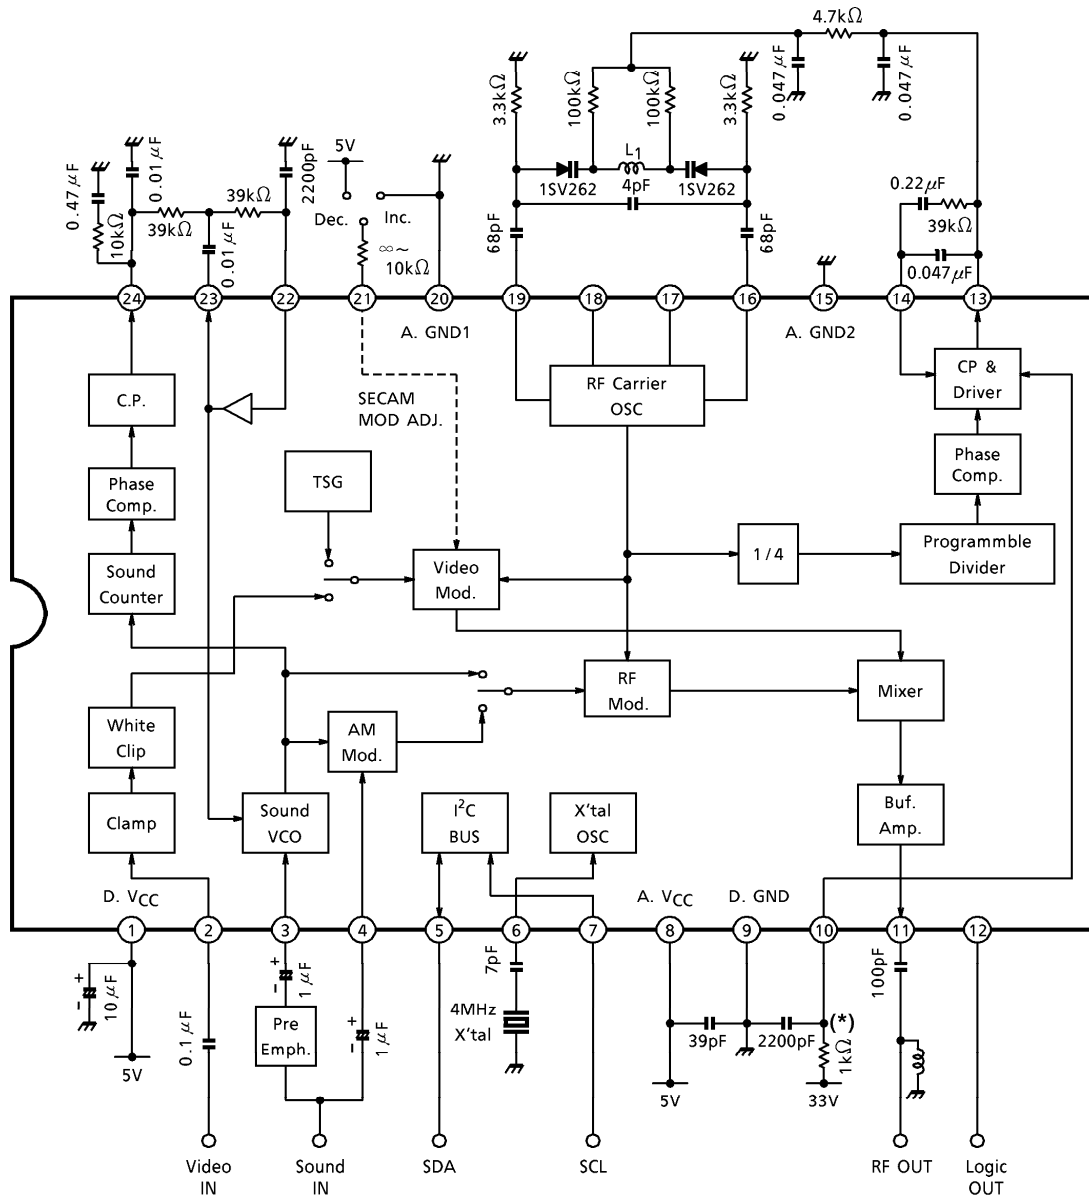 4.7kΩ
0.047μF
0.047μF
3.3kΩ
100kΩ
100kΩ
3.3kΩ
L1
1SV262
4pF
1SV262
68pF
68pF
0.22μF
39kΩ
0.047μF
0.47μF
10kΩ
0.01μF
39kΩ
39kΩ
0.01μF
2200pF
5V
Dec.
Inc.
∞~
10kΩ
24
23
22
21
20
19
18
17
16
15
14
13
A. GND1
A. GND2
C.P.
SECAM
MOD ADJ.
RF Carrier
OSC
CP &
Driver
Phase
Comp.
TSG
Phase
Comp.
Sound
Counter
Video
Mod.
1/4
Programmble
Divider
White
Clip
AM
Mod.
RF
Mod.
Mixer
Clamp
Sound
VCO
I2C
BUS
X'tal
OSC
Buf.
Amp.
D. VCC
A. VCC
D. GND
1
2
3
4
5
6
7
8
9
10
11
12
+
-
10μF
5V
0.1μF
+
-
1μF
Pre
Emph.
+
-
1μF
7pF
4MHz
X'tal
39pF
2200pF
(*)
1kΩ
5V
33V
100pF
Video
IN
Sound
IN
SDA
SCL
RF OUT
Logic
OUT